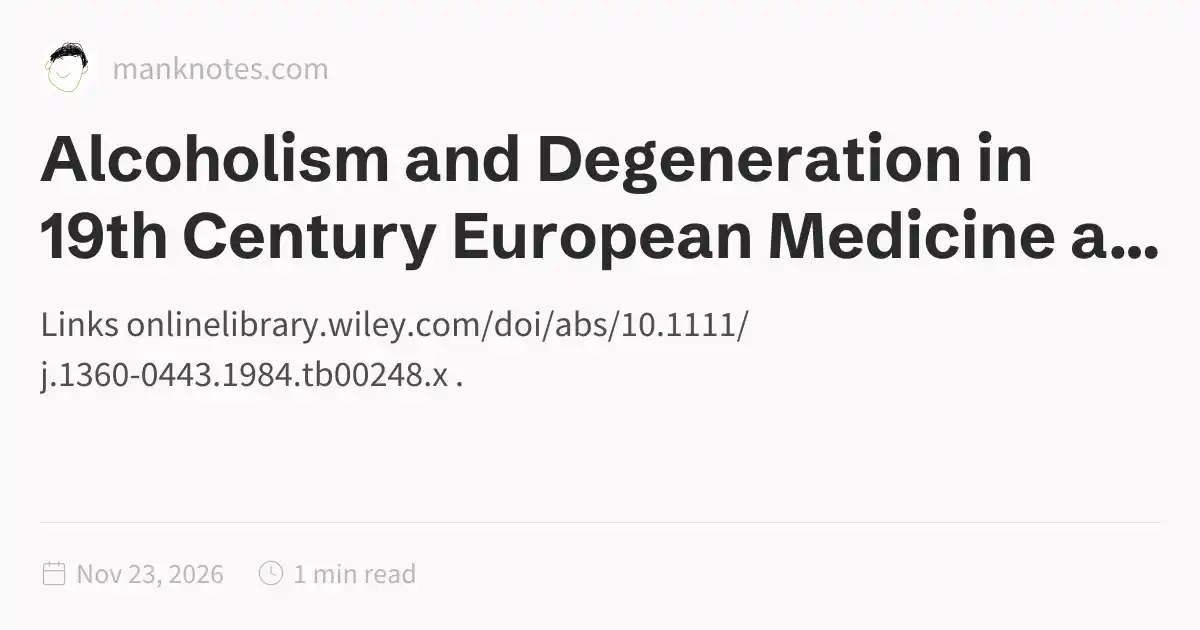 manknotes.com
Alcoholism and Degeneration in
19th Century European Medicine a...
Links onlinelibrary.wiley.com/doi/abs/10.1111/
j.1360-0443.1984.tb00248.x .
Nov 23, 2026 1 min read